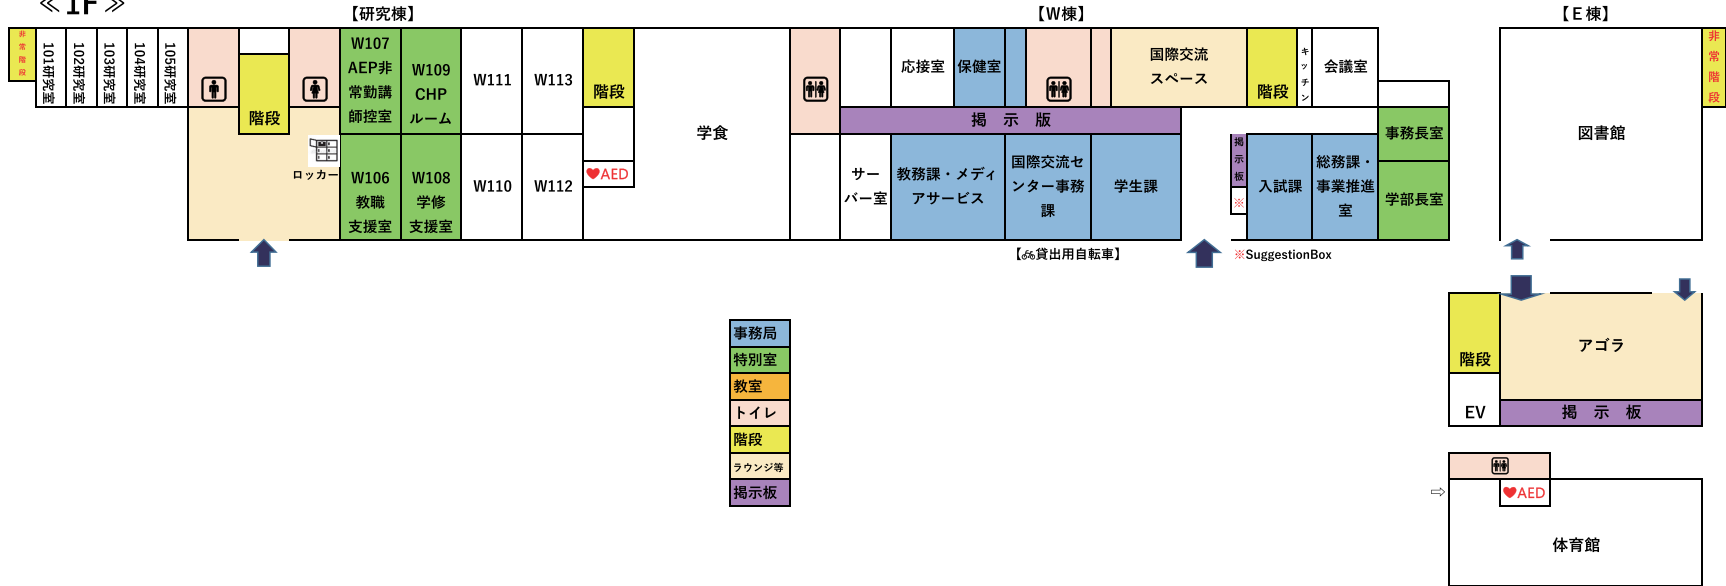 ≪1F≫
【研究棟】
【W棟】
【E棟】
非常階段
101研究室
102研究室
103研究室
104研究室
105研究室
階段
ロッカー
W107
AEP非
常勤講
師控室
W109
CHP
ルーム
W106
教職
支援室
W108
学修
支援室
W111
W113
W110
W112
階段
AED
学食
応接室
保健室
国際交流
スペース
階段
キッチン
会議室
掲 示 版
サー
バー室
教務課・メディ
アサービス
国際交流セ
ンター事務
課
学生課
掲示板
※
入試課
総務課・
事業推進
室
事務長室
学部長室
【貸出用自転車】
※SuggestionBox
図書館
非常階段
階段
EV
アゴラ
掲 示 板
AED
体育館
事務局
特別室
教室
トイレ
階段
ラウンジ等
掲示板